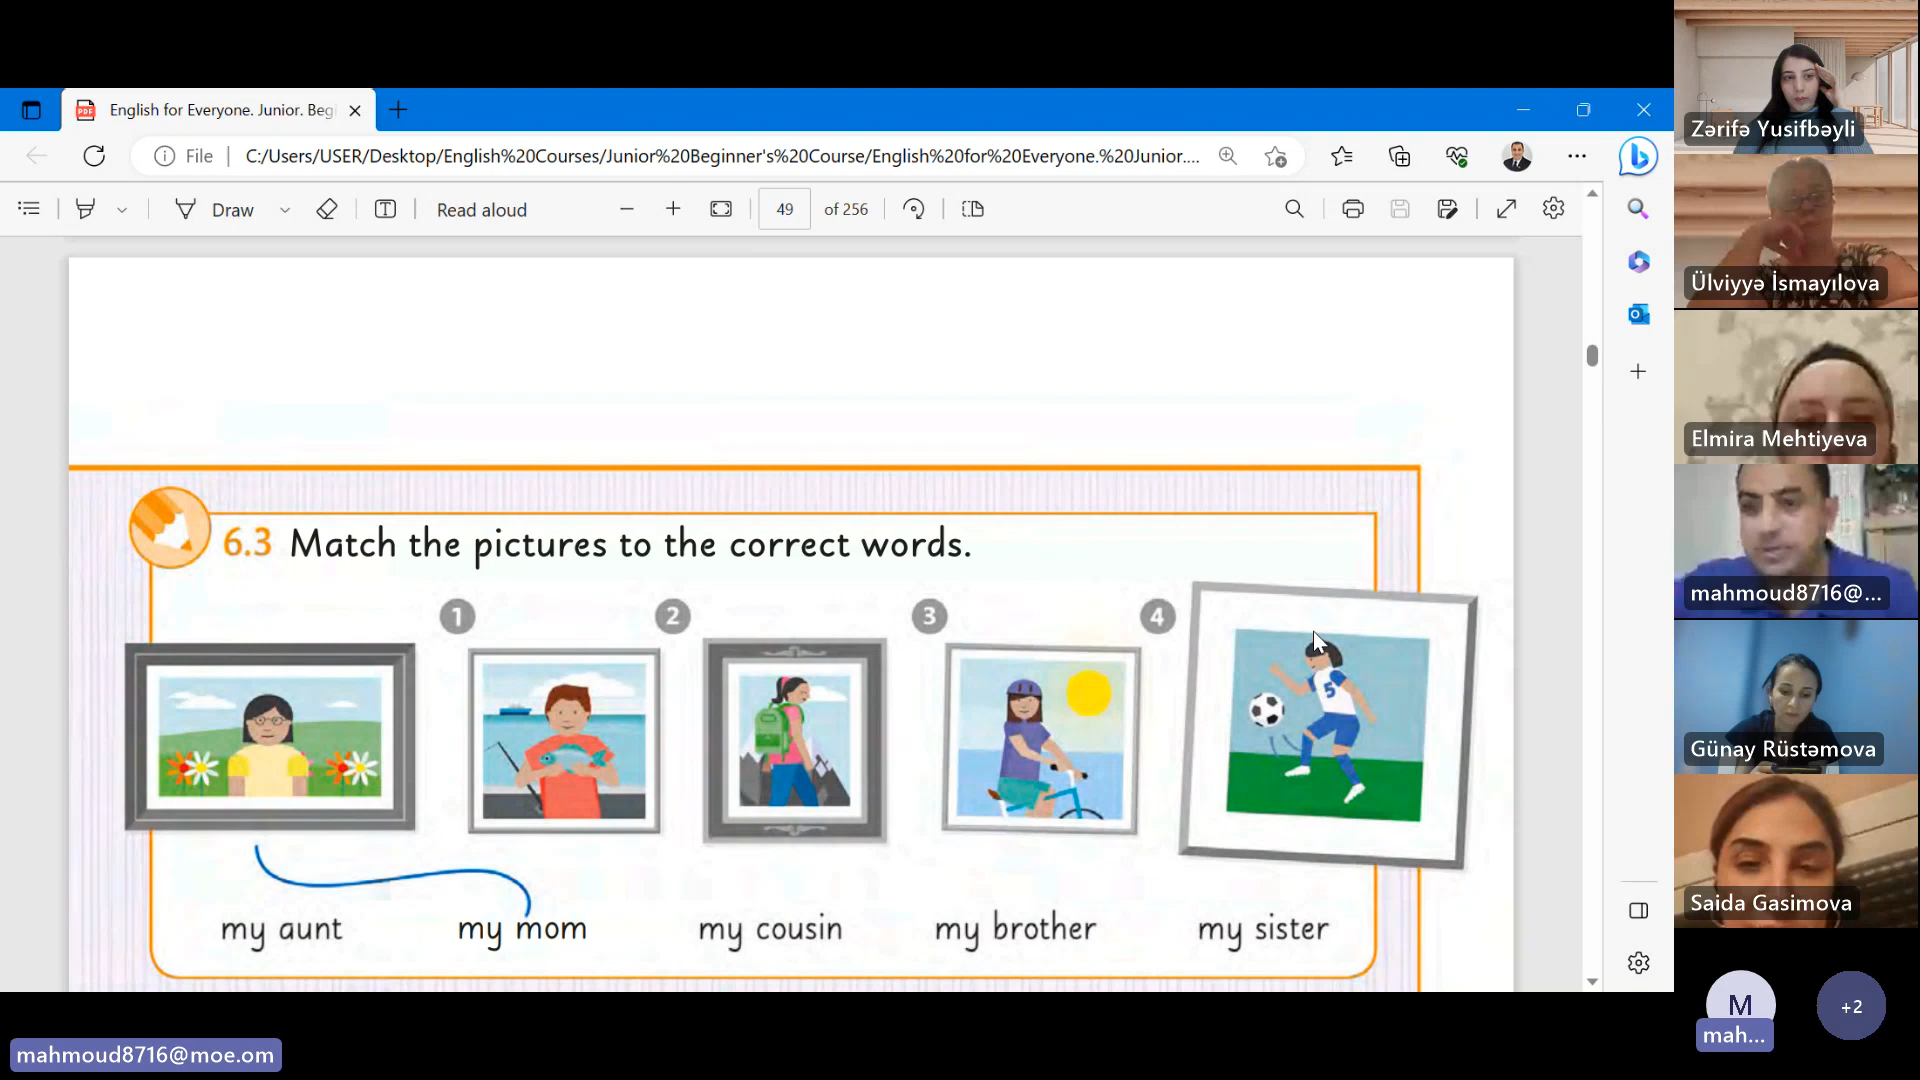 English for Everyone. Junior. Beg
File
C:/Users/USER/Desktop/English%20Courses/Junior%20Beginner's%20Course/English%20for%20Everyone.%20Junior....
Draw
Read aloud
49
of 256
6.3 Match the pictures to the correct words.
1
2
3
4
5
my aunt
my mom
my cousin
my brother
my sister
Zərifə Yusifbəyli
Ülviyyə İsmayılova
Elmira Mehtiyeva
mahmoud8716@...
Günay Rüstəmova
Saida Gasimova
M
+2
mah...
mahmoud8716@moe.om